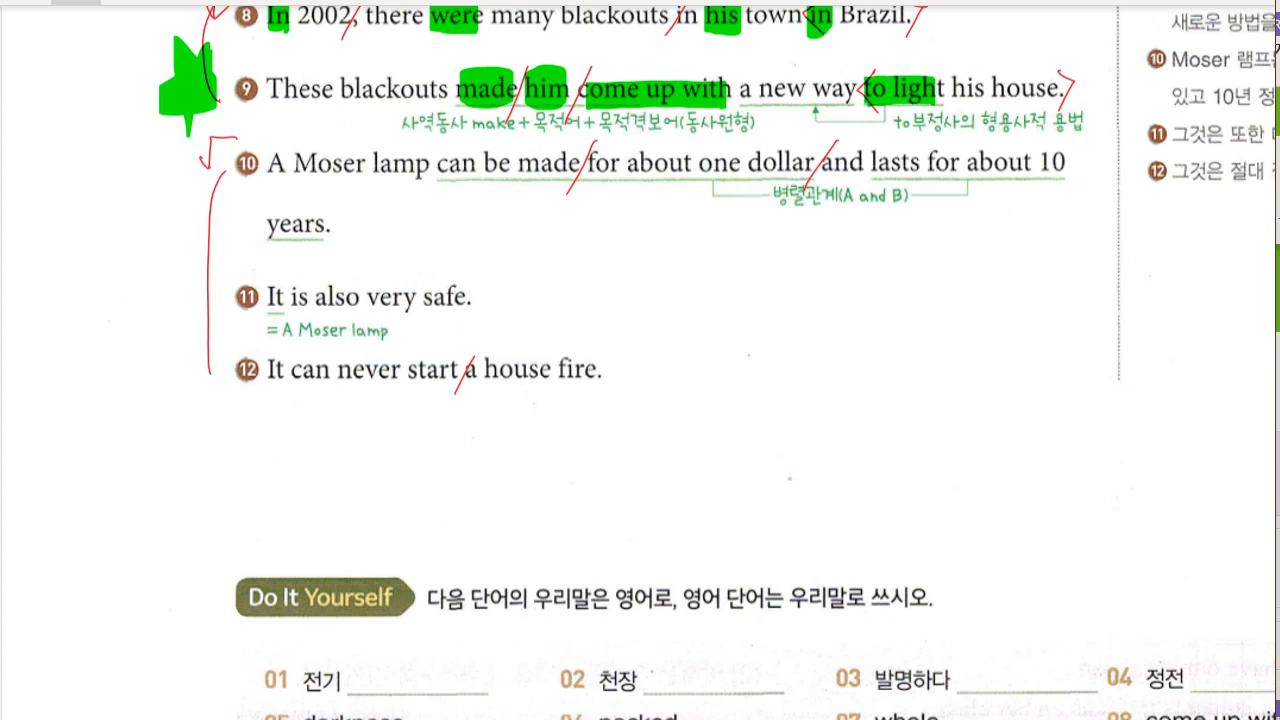 8 In 2002, there were many blackouts in his town in Brazil.
새로운 방법을
9 These blackouts made him come up with a new way to light his house.
10 Moser 램프
사역동사 make + 목적어 + 목적격보어(동사원형)
to부정사의 형용사적 용법
있고 10년 정
10 A Moser lamp can be made for about one dollar and lasts for about 10
11 그것은 또한
12 그것은 절대
병렬관계(A and B)
years.
11 It is also very safe.
= A Moser lamp
12 It can never start a house fire.
Do It Yourself 다음 단어의 우리말은 영어로, 영어 단어는 우리말로 쓰시오.
01 전기 02 천장 03 발명하다 04 정전